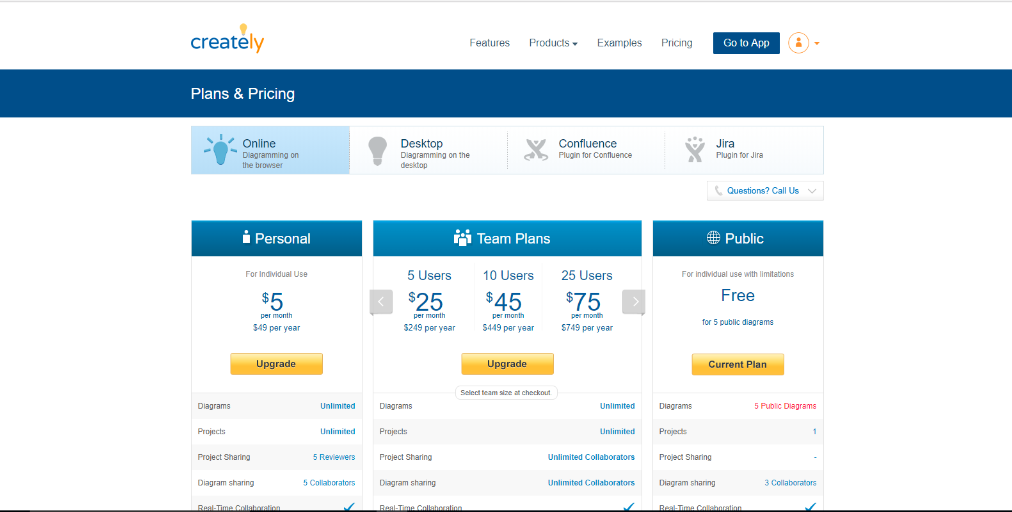 creately
Features Products Examples Pricing Go to App
Plans & Pricing
Online
Diagramming on
the browser
Desktop
Diagramming on the
desktop
Confluence
Plugin for Confluence
Jira
Plugin for Jira
Questions? Call Us
Personal
For Individual Use
$5
per month
$49 per year
Upgrade
Diagrams Unlimited
Projects Unlimited
Project Sharing 5 Reviewers
Diagram sharing 5 Collaborators
Real-Time Collaboration
Team Plans
5 Users 10 Users 25 Users
$25 $45 $75
per month per month per month
$249 per year $449 per year $749 per year
Upgrade
Select team size at checkout
Diagrams Unlimited
Projects Unlimited
Project Sharing Unlimited Collaborators
Diagram sharing Unlimited Collaborators
Real-Time Collaboration
Public
For individual use with limitations
Free
for 5 public diagrams
Current Plan
Diagrams 5 Public Diagrams
Projects 1
Project Sharing -
Diagram sharing 3 Collaborators
Real-Time Collaboration